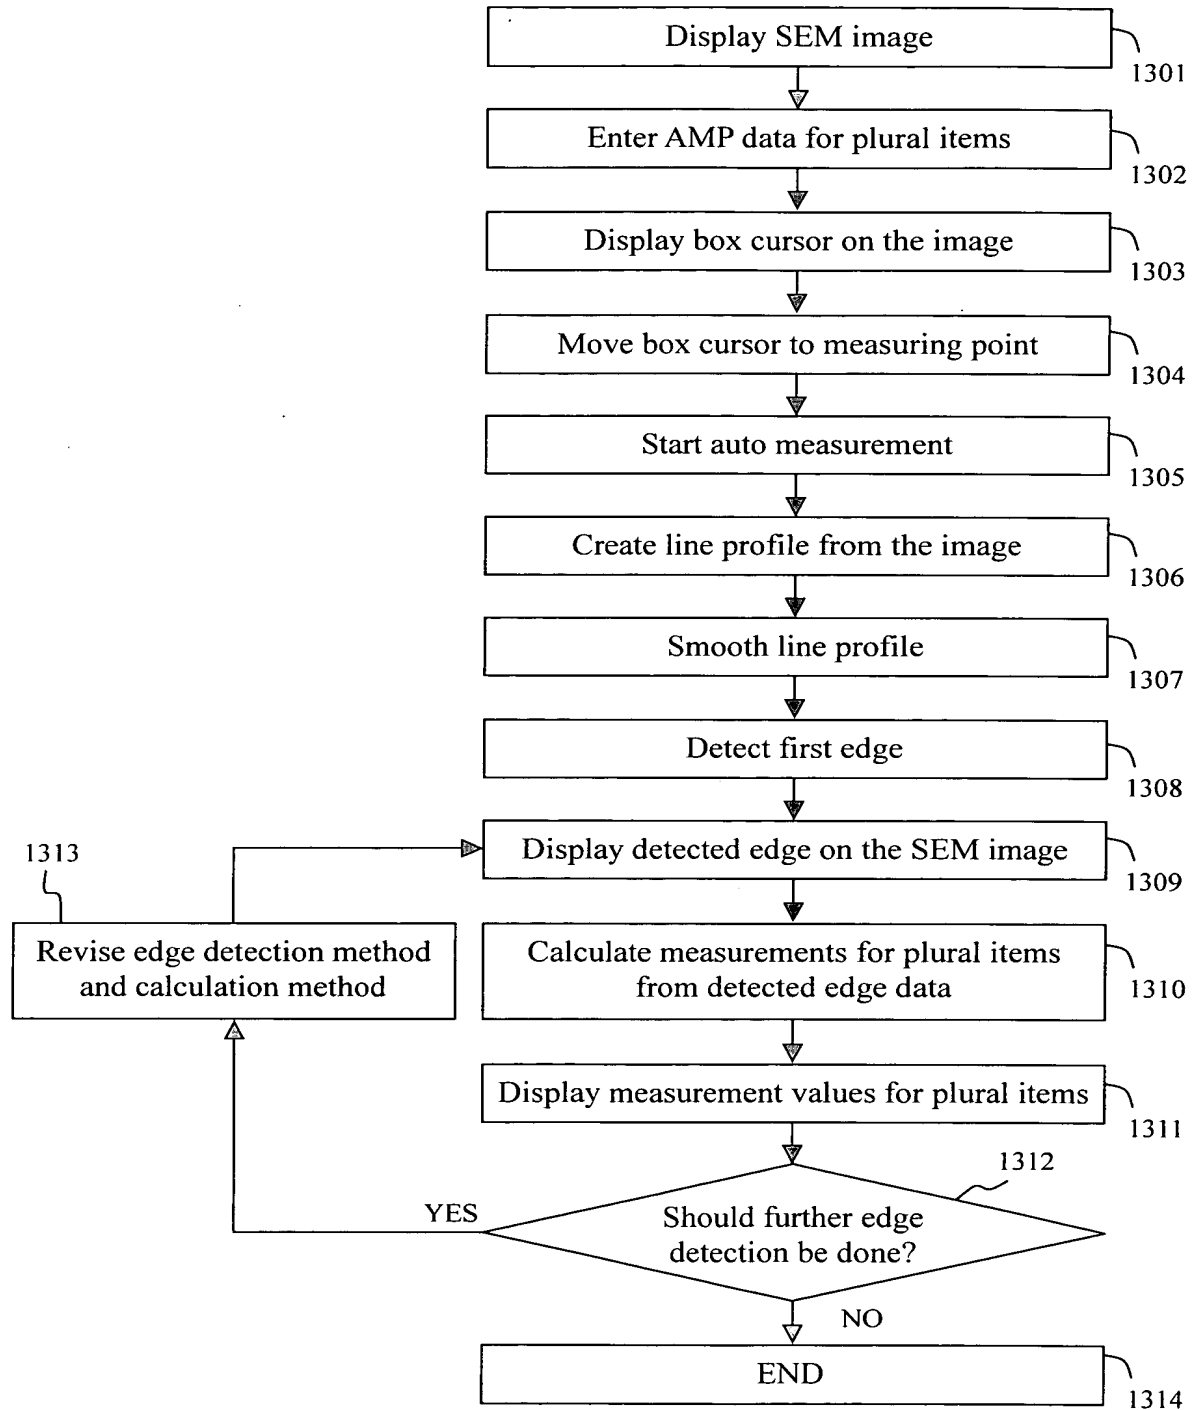 Display SEM image
1301
Enter AMP data for plural items
1302
Display box cursor on the image
1303
Move box cursor to measuring point
1304
Start auto measurement
1305
Create line profile from the image
1306
Smooth line profile
1307
Detect first edge
1308
1313
Display detected edge on the SEM image
1309
Revise edge detection method
and calculation method
Calculate measurements for plural items
from detected edge data
1310
Display measurement values for plural items
1311
1312
YES
Should further edge
detection be done?
NO
END
1314